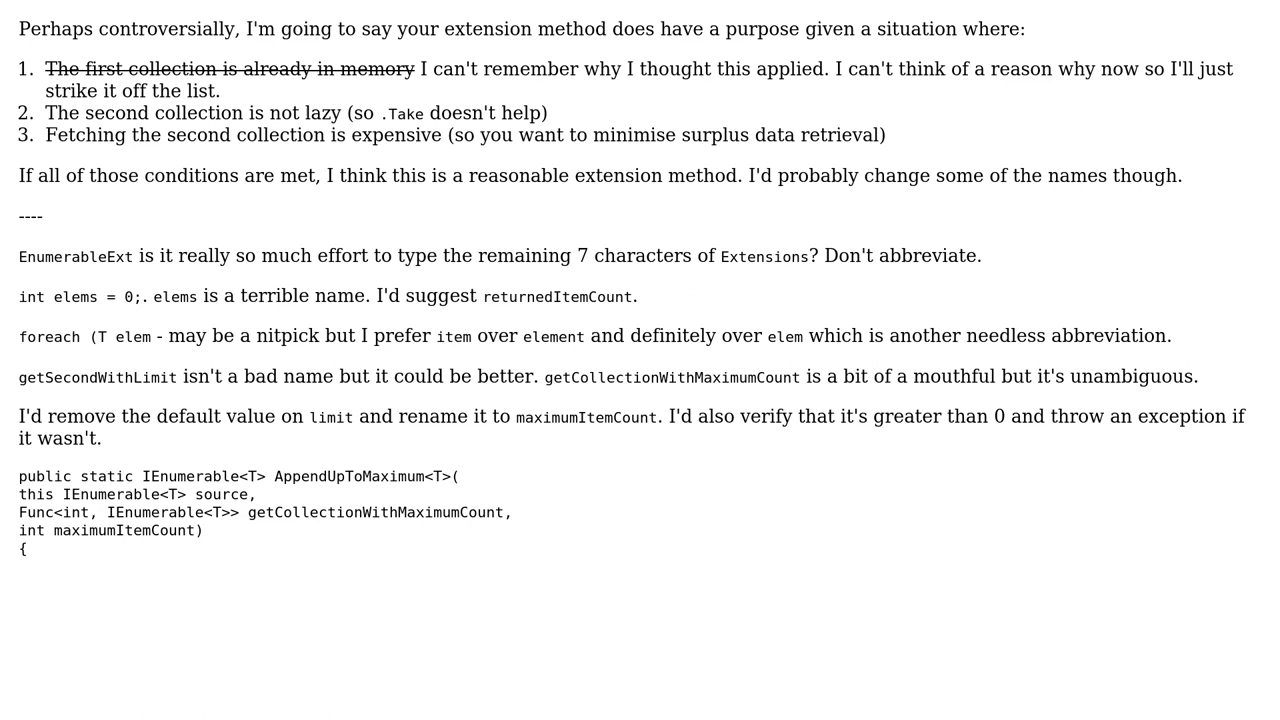 Perhaps controversially, I'm going to say your extension method does have a purpose given a situation where:
1. The first collection is already in memory I can't remember why I thought this applied. I can't think of a reason why now so I'll just
strike it off the list.
2. The second collection is not lazy (so .Take doesn't help)
3. Fetching the second collection is expensive (so you want to minimise surplus data retrieval)
If all of those conditions are met, I think this is a reasonable extension method. I'd probably change some of the names though.
----
EnumerableExt is it really so much effort to type the remaining 7 characters of Extensions? Don't abbreviate.
int elems = 0;. elems is a terrible name. I'd suggest returnedItemCount.
foreach (T elem - may be a nitpick but I prefer item over element and definitely over elem which is another needless abbreviation.
getSecondWithLimit isn't a bad name but it could be better. getCollectionWithMaximumCount is a bit of a mouthful but it's unambiguous.
I'd remove the default value on limit and rename it to maximumItemCount. I'd also verify that it's greater than 0 and throw an exception if
it wasn't.
public static IEnumerable<T> AppendUpToMaximum<T>(
this IEnumerable<T> source,
Func<int, IEnumerable<T>> getCollectionWithMaximumCount,
int maximumItemCount)
{